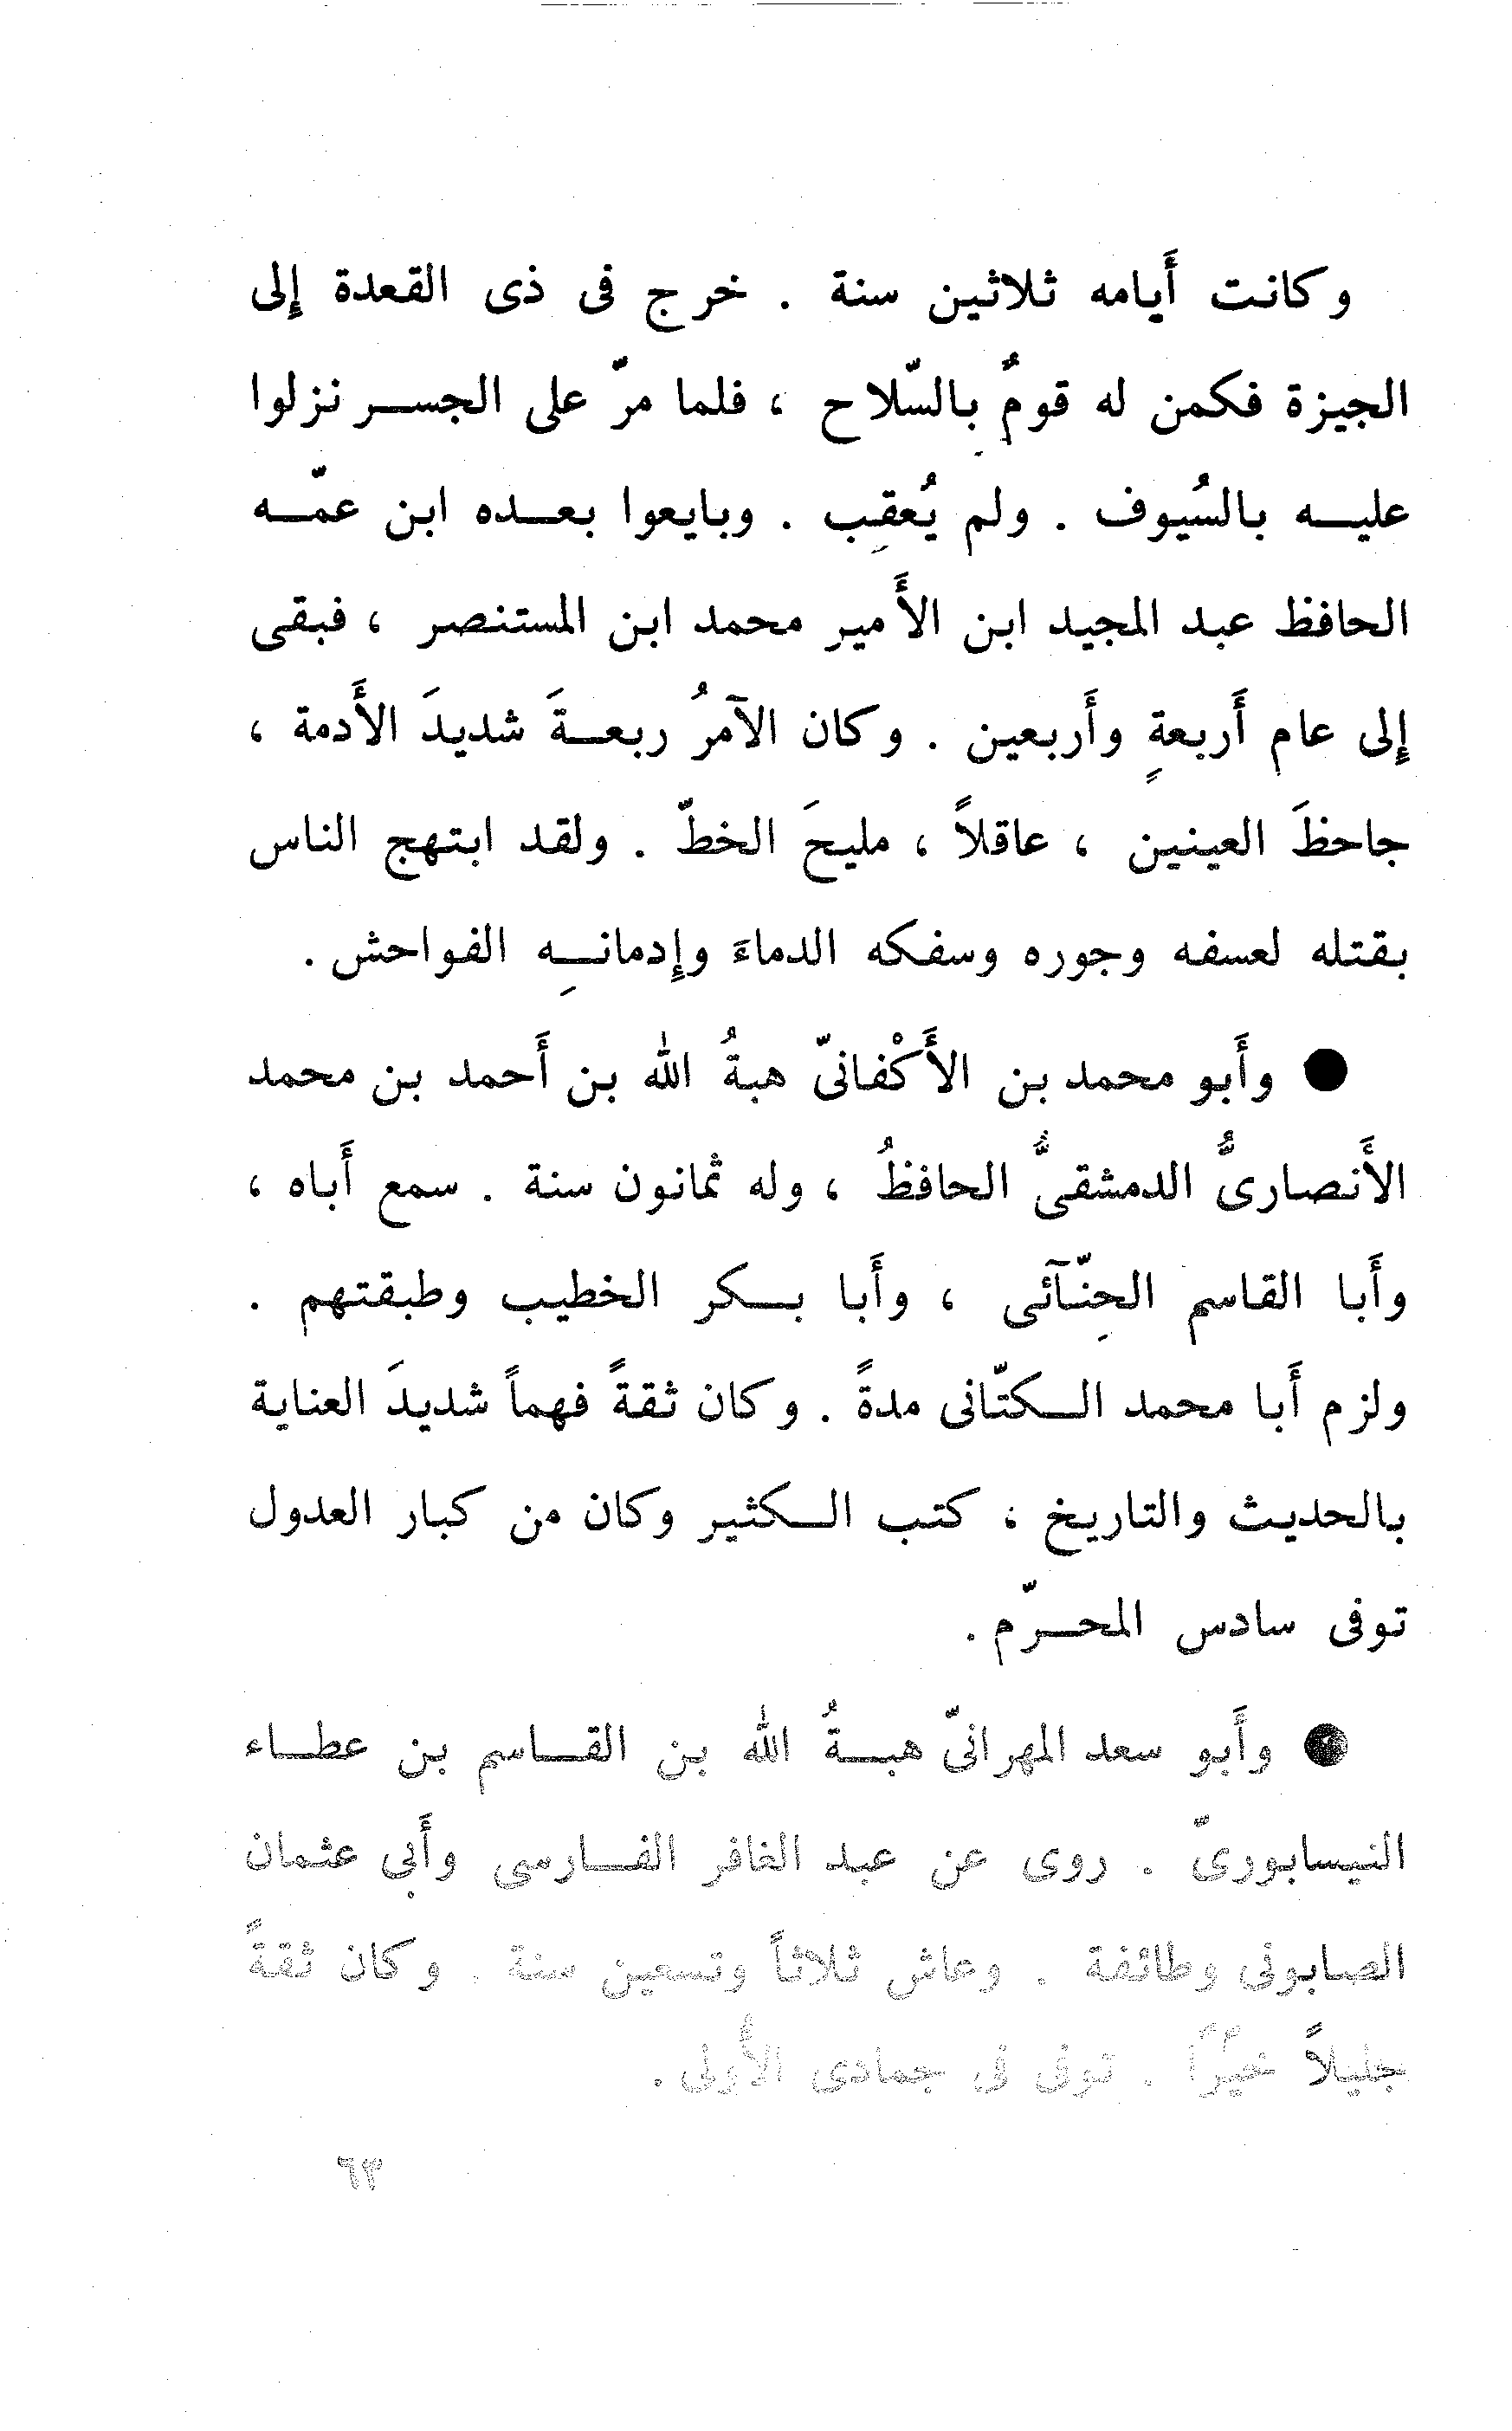 وكانت أَيامه ثلاثين سنة . خرج فى ذى القعدة إلى
الجيزة فكمن له قومٌ بِالسّلاح ، فلما مرّ على الجسر نزلوا
عليه بالسُيوف . ولم يُعقِب . وبايعوا بعده ابن عمّه
الحافظ عبد المجيد ابن الأَمير محمد ابن المستنصر ، فبقى
إلى عام أَربعةٍ وأَربعين . وكان الآمرُ ربعةَ شديدَ الأَدمة ،
جاحظَ العينين ، عاقلاً ، مليحَ الخطّ . ولقد ابتهج الناس
بقتله لعسفه وجوره وسفكه الدماءَ وإدمانِه الفواحش .
● وأَبو محمد بن الأَكْفانىّ هبةُ الله بن أَحمد بن محمد
الأَنصارىُّ الدمشقىُّ الحافظُ ، وله ثمانون سنة . سمع أَباه ،
وأَبا القاسم الحِنّآئى ، وأَبا بكر الخطيب وطبقتهم .
ولزم أَبا محمد الكتّانى مدةً . وكان ثقةً فهماً شديدَ العناية
بالحديث والتاريخ ؛ كتب الكثير وكان من كبار العدول
توفى سادس المحرّم .
● وأَبو سعد المهرانىّ هبةُ الله بن القاسم بن عطاء
النيسابورىّ . روى عن عبد الغافر الفارسى وأَبى عثمان
الصابونى وطائفة . وعاش ثلاثاً وتسعين سنة . وكان ثقةً
جليلاً خيّرًا . توفى فى جمادى الأُولى .
٦٣